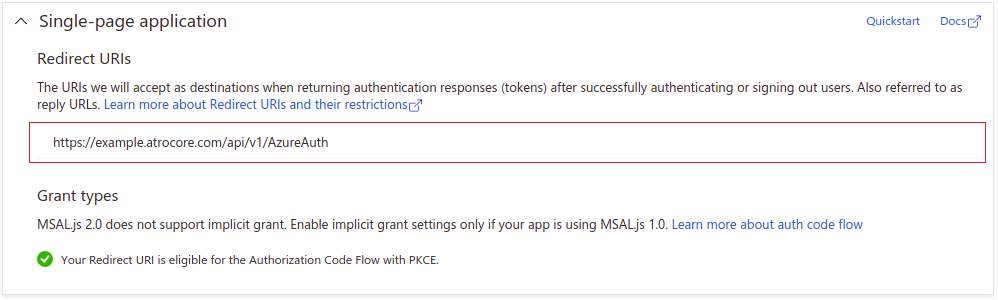 Single-page application
Quickstart
Docs
Redirect URIs
The URIs we will accept as destinations when returning authentication responses (tokens) after successfully authenticating or signing out users. Also referred to as
reply URLs. Learn more about Redirect URIs and their restrictions
https://example.atrocore.com/api/v1/AzureAuth
Grant types
MSAL.js 2.0 does not support implicit grant. Enable implicit grant settings only if your app is using MSAL.js 1.0. Learn more about auth code flow
Your Redirect URI is eligible for the Authorization Code Flow with PKCE.